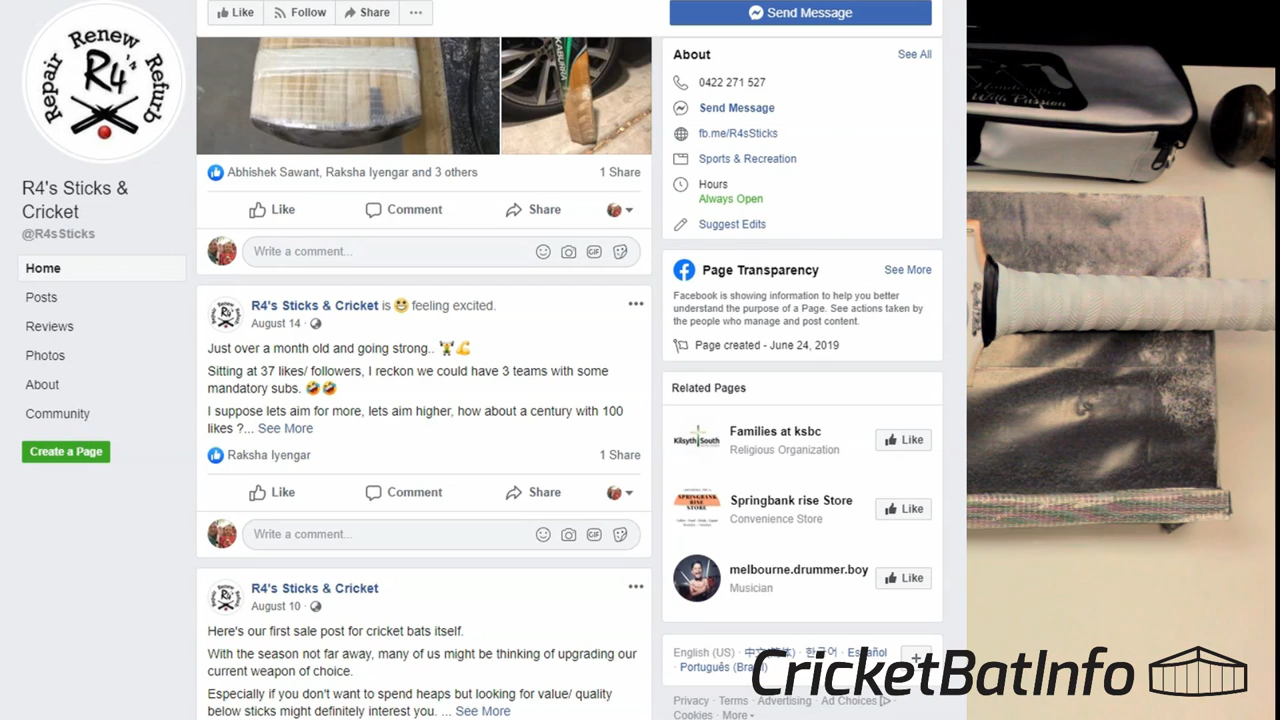 Like
Follow
Share
Send Message
Repair Renew 'N Refurb
R4
R4's Sticks &
Cricket
@R4sSticks
Home
Posts
Reviews
Photos
About
Community
Create a Page
Abhishek Sawant, Raksha Iyengar and 3 others
1 Share
Like
Comment
Share
Write a comment...
GIF
R4's Sticks & Cricket is 😀 feeling excited.
August 14 ·
Just over a month old and going strong.. 🏋️💪
Sitting at 37 likes/ followers, I reckon we could have 3 teams with some
mandatory subs. 🤣🤣
I suppose lets aim for more, lets aim higher, how about a century with 100
likes ?... See More
Raksha Iyengar
1 Share
Like
Comment
Share
Write a comment...
GIF
R4's Sticks & Cricket
August 10 ·
Here's our first sale post for cricket bats itself.
With the season not far away, many of us might be thinking of upgrading our
current weapon of choice.
Especially if you don't want to spend heaps but looking for value/ quality
below sticks might definitely interest you. ... See More
About
See All
0422 271 527
Send Message
fb.me/R4sSticks
Sports & Recreation
Hours
Always Open
Suggest Edits
Page Transparency
See More
Facebook is showing information to help you better
understand the purpose of a Page. See actions taken by
the people who manage and post content.
Page created - June 24, 2019
Related Pages
Kilsyth South
Families at ksbc
Religious Organization
Like
SPRINGBANK
RISE
STORE
Springbank rise Store
Convenience Store
Like
melbourne.drummer.boy
Musician
Like
English (US) ·
Español
Português
Privacy · Terms · Advertising · Ad Choices
Cookies · More
Handcrafted
With Passion
CricketBatInfo